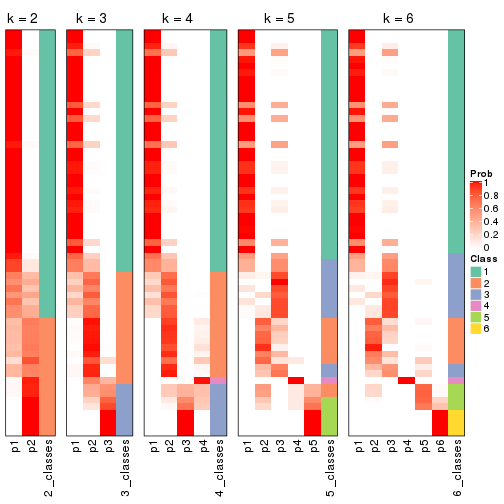 k = 2
k = 3
k = 4
k = 5
k = 6
p1
p2
2_classes
p1
p2
p3
3_classes
p1
p2
p3
p4
4_classes
p1
p2
p3
p4
p5
5_classes
p1
p2
p3
p4
p5
p6
6_classes
Prob
1
0.8
0.6
0.4
0.2
0
Class
1
2
3
4
5
6